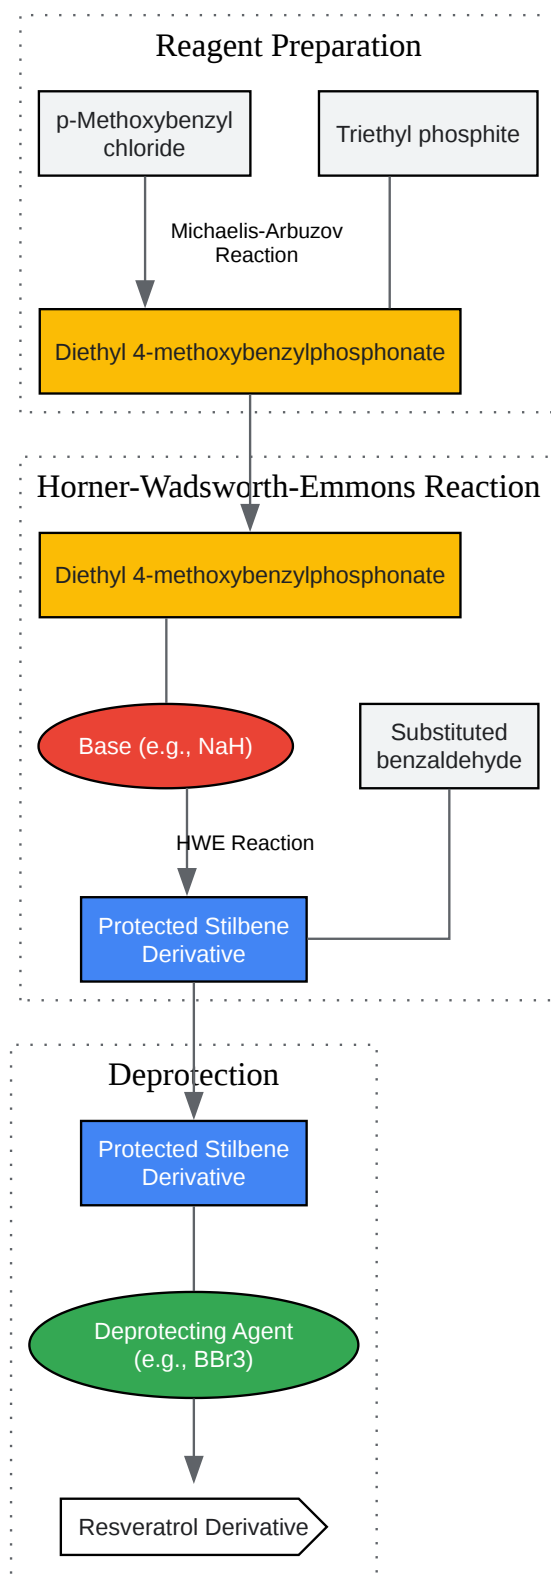 Reagent Preparation
p-Methoxybenzyl
chloride
Triethyl phosphite
Michaelis-Arbuzov
Reaction
Diethyl 4-methoxybenzylphosphonate
Horner-Wadsworth-Emmons Reaction
Diethyl 4-methoxybenzylphosphonate
Base (e.g., NaH)
Substituted
benzaldehyde
HWE Reaction
Protected Stilbene
Derivative
Deprotection
Protected Stilbene
Derivative
Deprotecting Agent
(e.g., BBr3)
Resveratrol Derivative